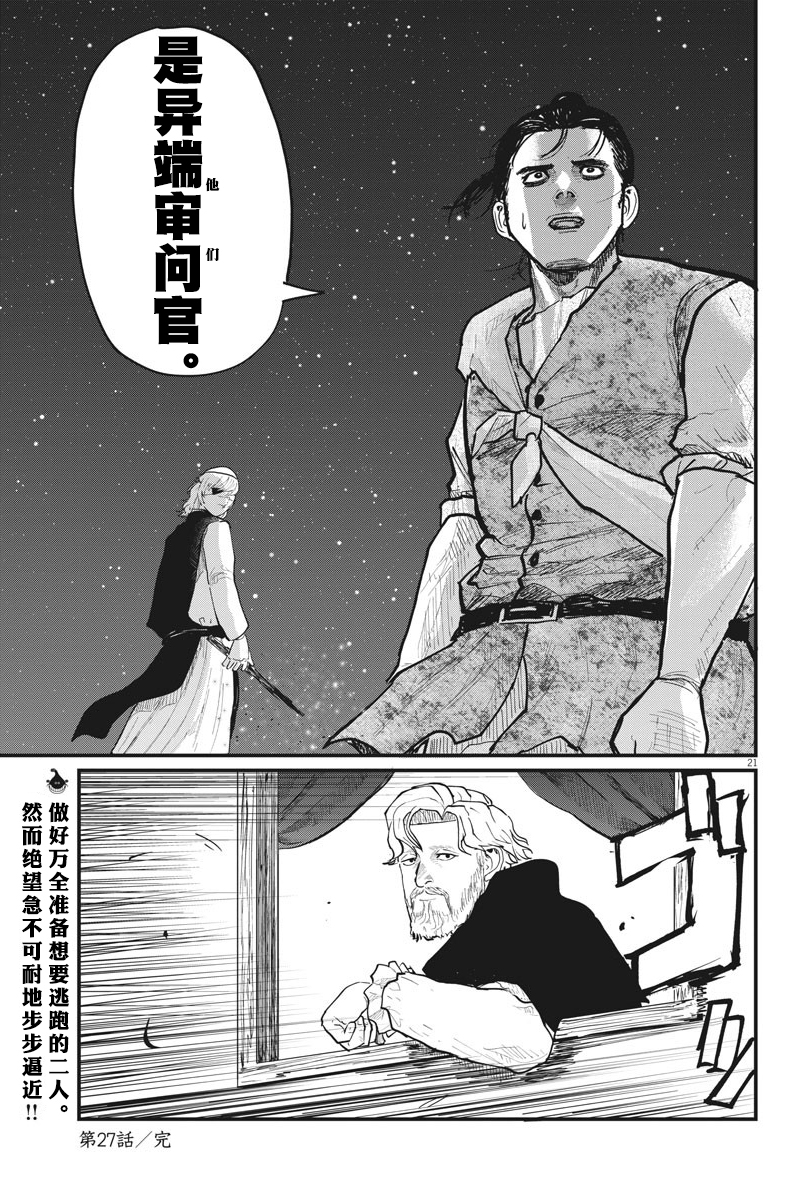 是异端审问官。
他们
21
做好万全准备想要逃跑的二人。
然而绝望急不可耐地步步逼近!!
第27話／完